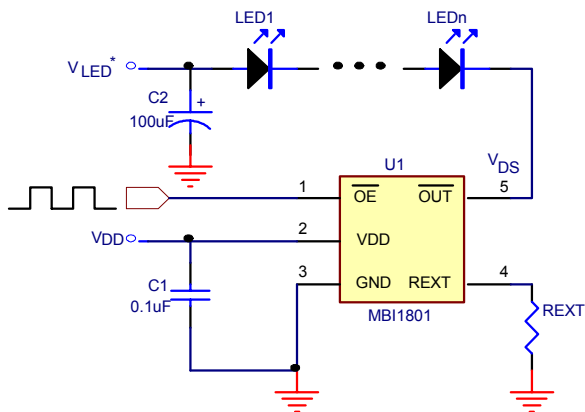 LED1
LEDn
VLED*
C2
+
100uF
U1
VDS
1
OE
OUT
5
VDD
2
VDD
3
GND
REXT
4
C1
0.1uF
REXT
MBI1801